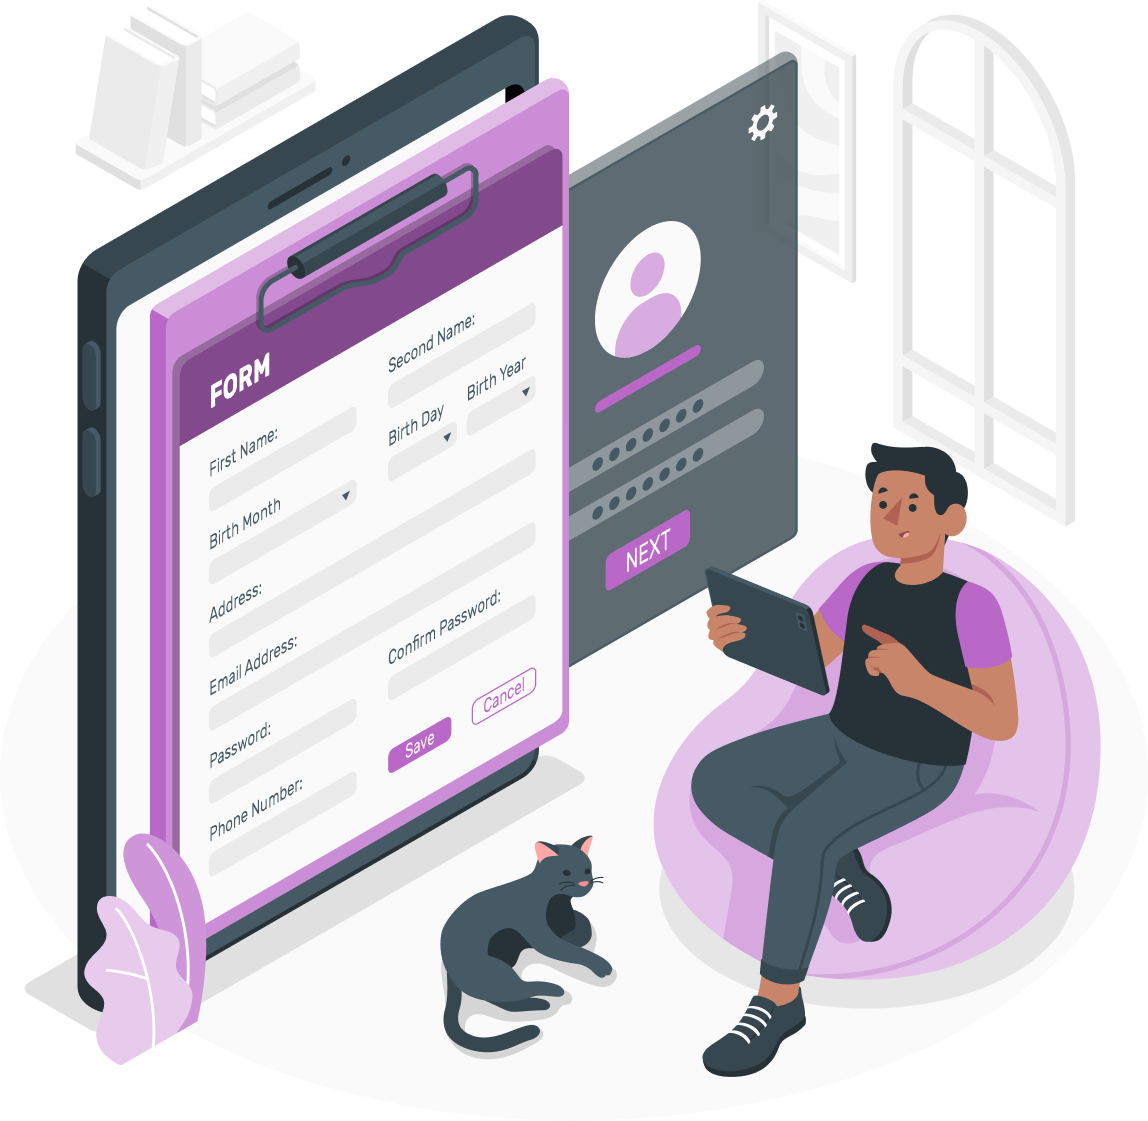 FORM
First Name:
Second Name:
Birth Month
Birth Day
Birth Year
Address:
Email Address:
Password:
Confirm Password:
Phone Number:
Save
Cancel
NEXT